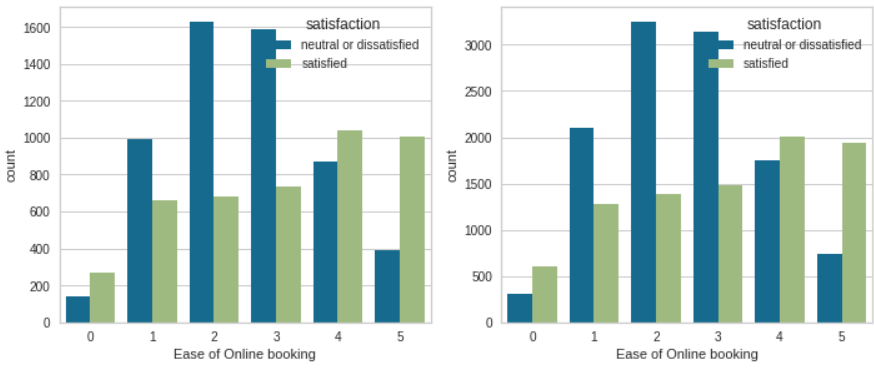 satisfaction
neutral or dissatisfied
satisfied
1600
1400
1200
1000
800
600
400
200
0
count
0 1 2 3 4 5
Ease of Online booking
satisfaction
neutral or dissatisfied
satisfied
3000
2500
2000
1500
1000
500
0
count
0 1 2 3 4 5
Ease of Online booking